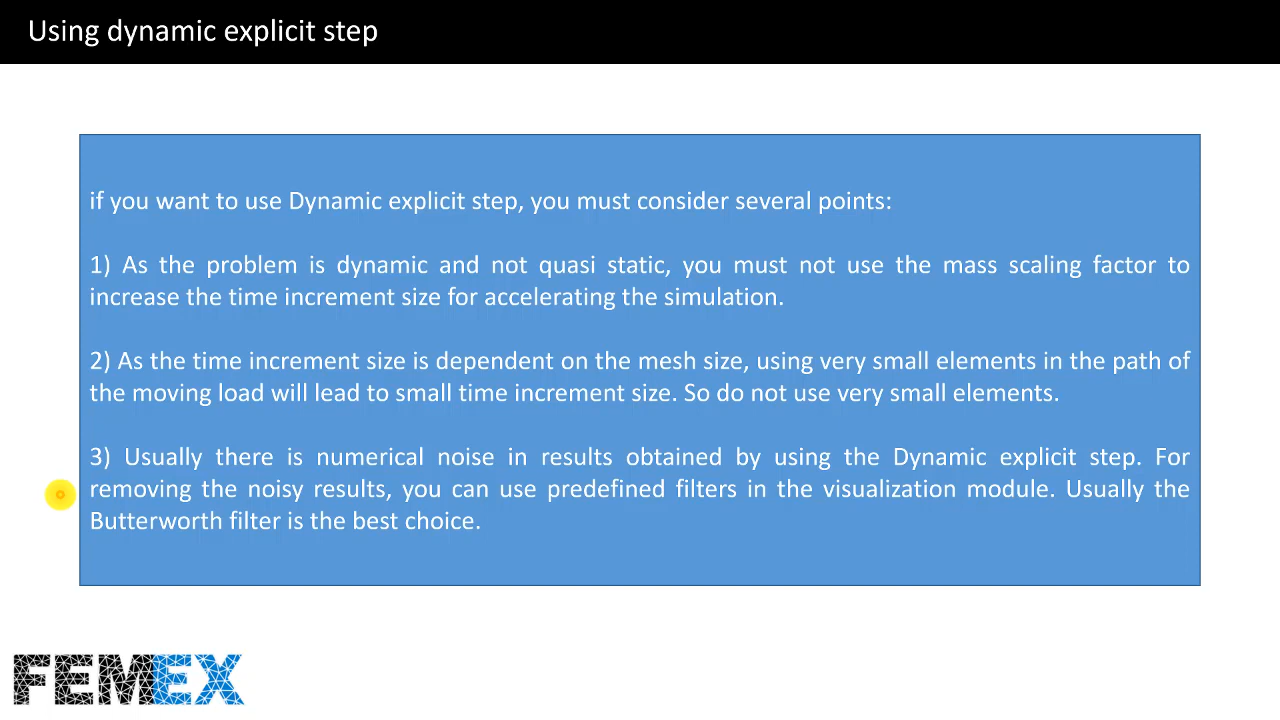 Using dynamic explicit step
if you want to use Dynamic explicit step, you must consider several points:
1) As the problem is dynamic and not quasi static, you must not use the mass scaling factor to
increase the time increment size for accelerating the simulation.
2) As the time increment size is dependent on the mesh size, using very small elements in the path of
the moving load will lead to small time increment size. So do not use very small elements.
3) Usually there is numerical noise in results obtained by using the Dynamic explicit step. For
removing the noisy results, you can use predefined filters in the visualization module. Usually the
Butterworth filter is the best choice.
FEMEX